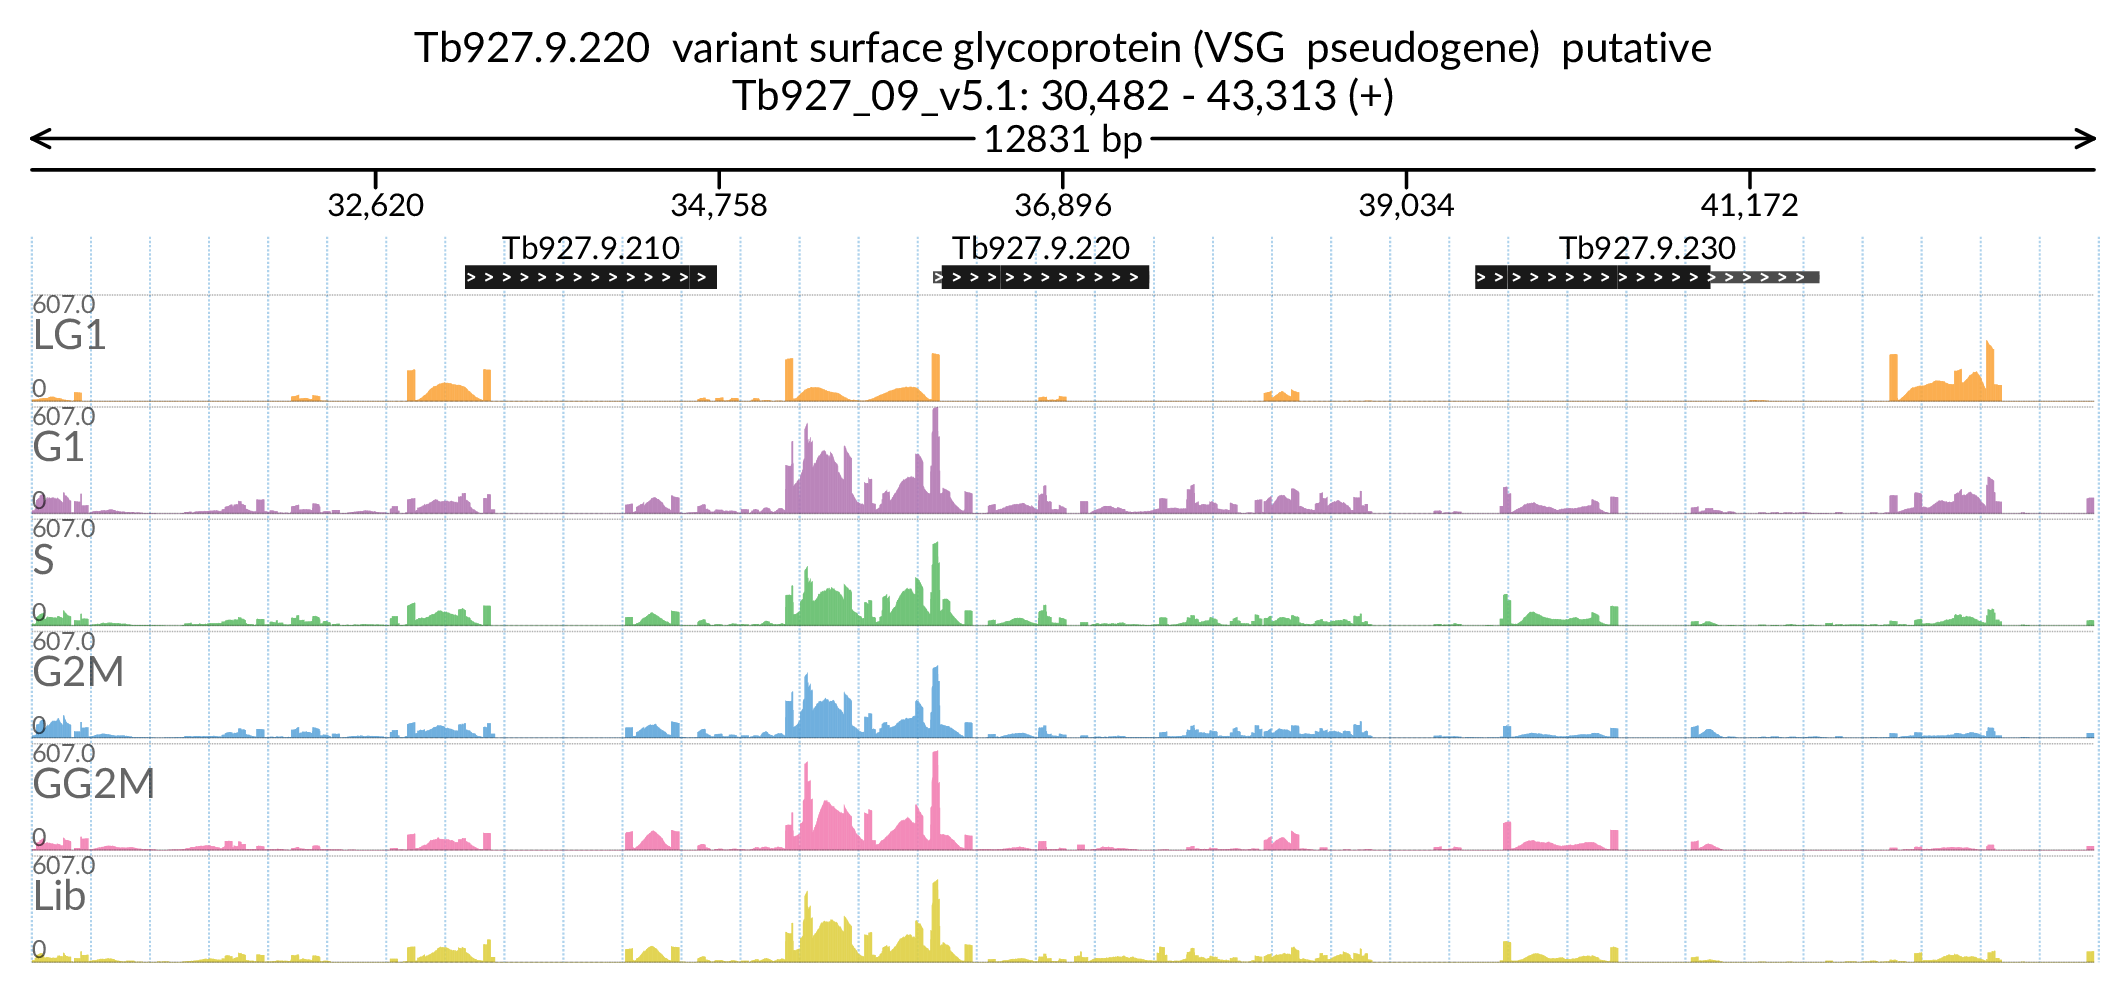 Tb927.9.220 variant surface glycoprotein (VSG pseudogene) putative
Tb927_09_v5.1: 30,482 - 43,313 (+)
12831 bp
32,620 34,758 36,896 39,034 41,172
Tb927.9.210 Tb927.9.220 Tb927.9.230
607.0
LG1
0
607.0
G1
0
607.0
S
0
607.0
G2M
0
607.0
GG2M
0
607.0
Lib
0